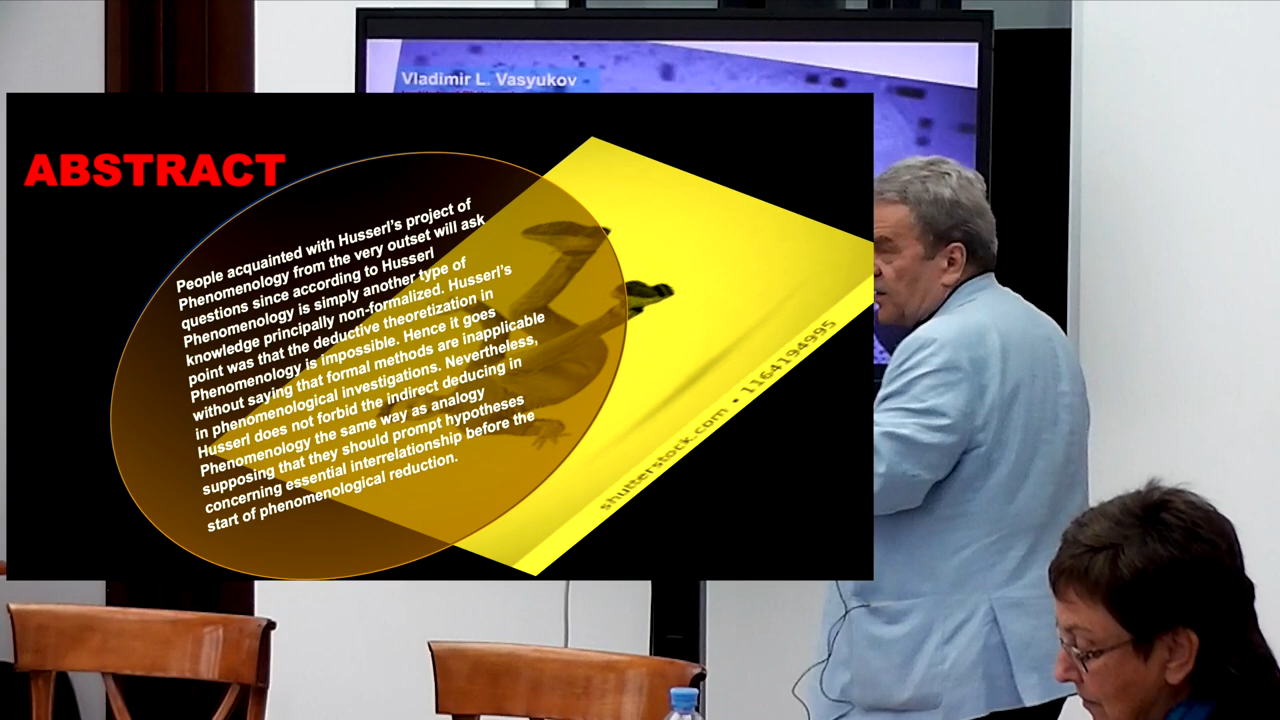 Vladimir L. Vasyukov
ABSTRACT
People acquainted with Husserl's project of
Phenomenology from the very outset will ask
questions since according to Husserl
Phenomenology is simply another type of
knowledge principally non-formalized. Husserl's
point was that the deductive theoretization in
Phenomenology is impossible. Hence it goes
without saying that formal methods are inapplicable
in phenomenological investigations. Nevertheless,
Husserl does not forbid the indirect deducing in
Phenomenology the same way as analogy
supposing that they should prompt hypotheses
concerning essential interrelationship before the
start of phenomenological reduction.
shutterstock.com • 1164194995